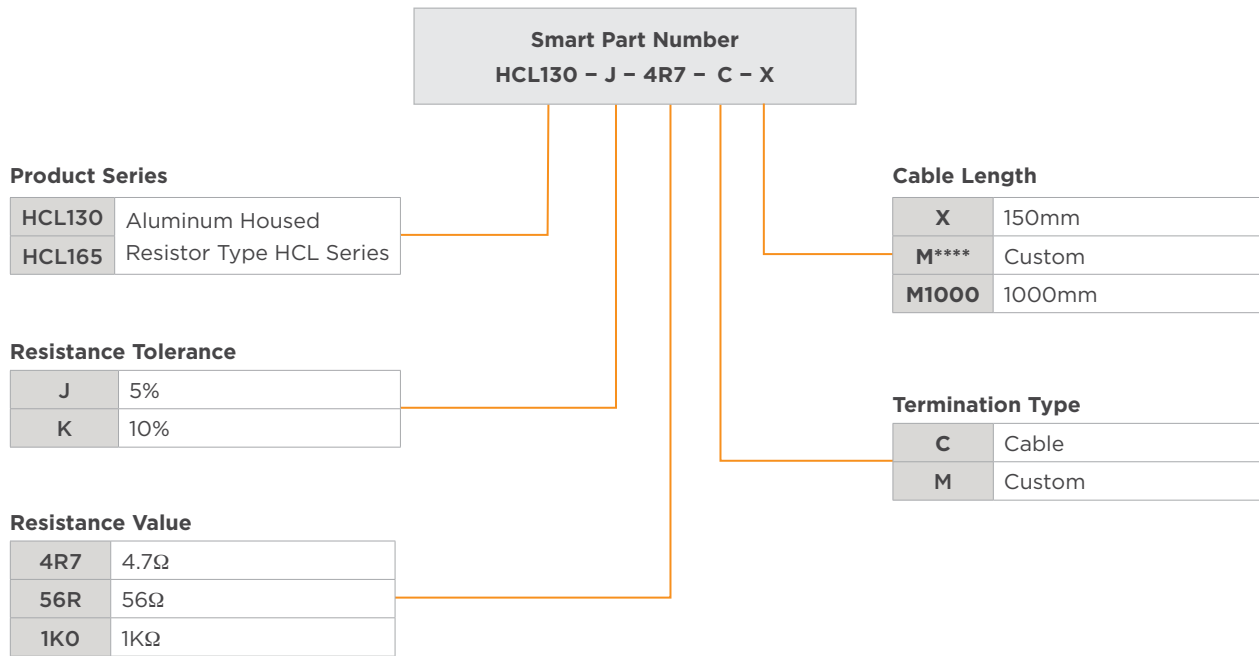 Smart Part Number
HCL130 – J – 4R7 – C – X
Product Series
HCL130
HCL165
Aluminum Housed
Resistor Type HCL Series
Resistance Tolerance
J 5%
K 10%
Resistance Value
4R7 4.7Ω
56R 56Ω
1K0 1KΩ
Cable Length
X 150mm
M**** Custom
M1000 1000mm
Termination Type
C Cable
M Custom